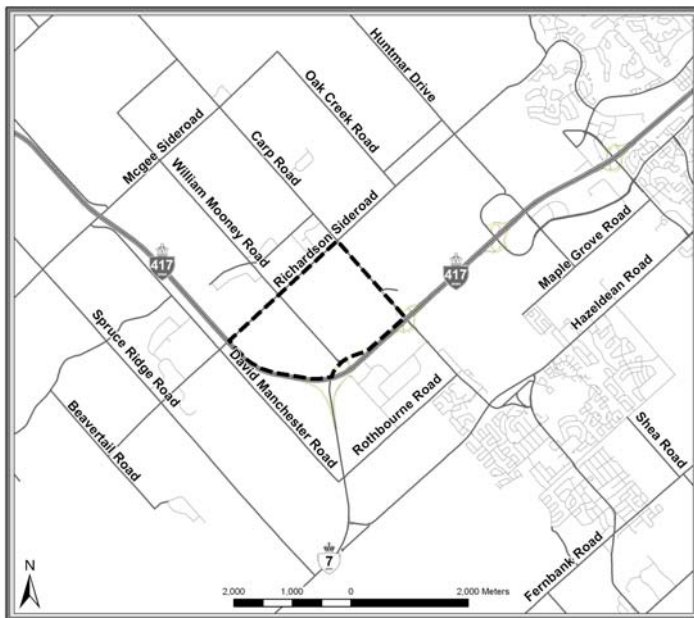 Huntmar Drive
Oak Creek Road
Carp Road
Mcgee Sideroad
William Mooney Road
Richardson Sideroad
417
417
Maple Grove Road
Hazeldean Road
Spruce Ridge Road
David Manchester Road
Rothbourne Road
Beavertail Road
Shea Road
Fernbank Road
7
N
2,000 1,000 0 2,000 Meters